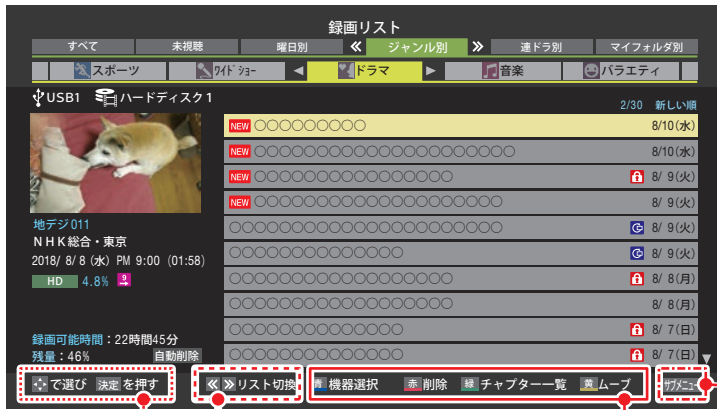 録画リスト
すべて 未視聴 曜日別 ≪ ジャンル別 ≫ 連ドラ別 マイフォルダ別
スポーツ ワイドショー ◀ ドラマ ▶ 音楽 バラエティ
USB1 ハードディスク1
2/30 新しい順
NEW ○○○○○○○○○ 8/10(水)
NEW ○○○○○○○○○○○○○○○○○○○○○ 8/10(水)
NEW ○○○○○○○○○○○○○○○○ 8/ 9(火)
NEW ○○○○○○○○○○○○○○○○○○○○ 8/ 9(火)
○○○○○○○○○○○○○○○○○○○○○○ 8/ 9(火)
○○○○○○○○○○○○○○ 8/ 9(火)
○○○○○○○○○○○○○○○○○○ 8/ 8(月)
○○○○○○○○○○○○○○○○○○ 8/ 8(月)
○○○○○○○○○○○○○○ 8/ 7(日)
○○○○○○○○○○○○○○ 8/ 7(日)
地デジ011
NHK総合・東京
2018/ 8/ 8 (水) PM 9:00 (01:58)
HD 4.8% 9
録画可能時間：22時間45分
残量：46% 自動削除
で選び 決定 を押す ≪ ≫ リスト切換 青 機器選択 赤 削除 緑 チャプター一覧 黄 ムーブ サブメニュー